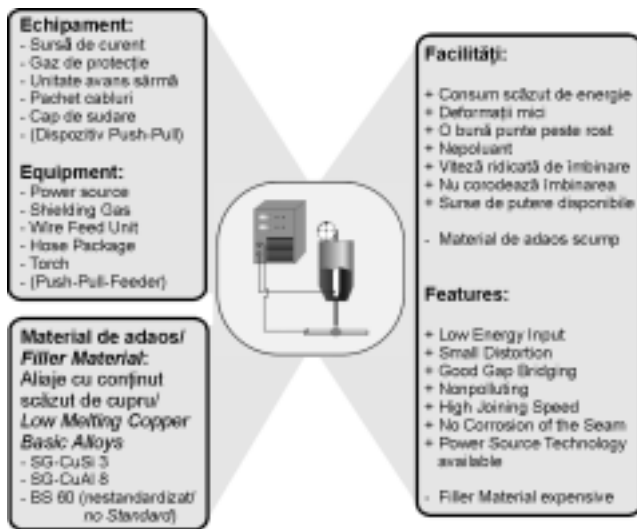 Echipament:
- Sursă de curent
- Gaz de protecție
- Unitate avans sârmă
- Pachet cabluri
- Cap de sudare
- (Dispozitiv Push-Pull)
Equipment:
- Power source
- Shielding Gas
- Wire Feed Unit
- Hose Package
- Torch
- (Push-Pull-Feeder)
Material de adaos/
Filler Material:
Aliaje cu conținut
scăzut de cupru/
Low Melting Copper
Basic Alloys
- SG-CuSi 3
- SG-CuAl 8
- BS 60 (nestandardizat/
no Standard)
Facilități:
+ Consum scăzut de energie
+ Deformații mici
+ O bună punte peste rost
+ Nepoluant
+ Viteză ridicată de îmbinare
+ Nu corodează îmbinarea
+ Surse de putere disponibile
- Material de adaos scump
Features:
+ Low Energy Input
+ Small Distortion
+ Good Gap Bridging
+ Nonpolluting
+ High Joining Speed
+ No Corrosion of the Seam
+ Power Source Technology
available
- Filler Material expensive